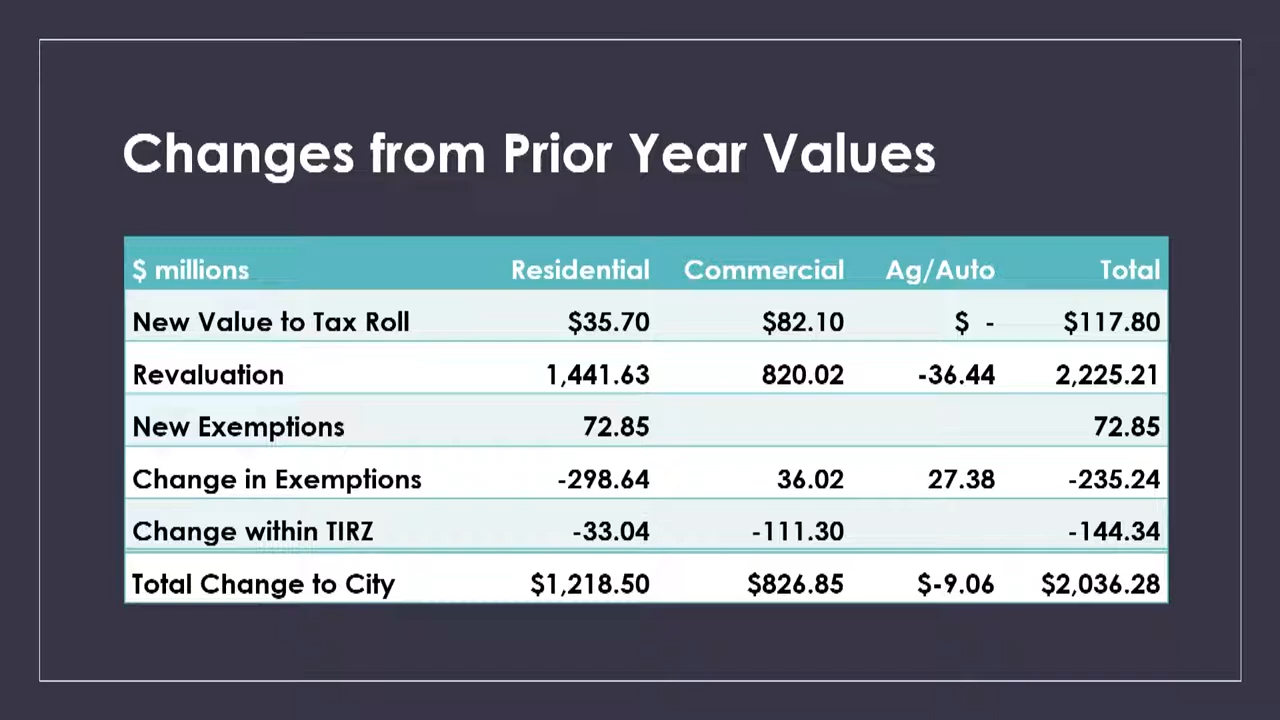 Changes from Prior Year Values
$ millions Residential Commercial Ag/Auto Total
New Value to Tax Roll $35.70 $82.10 $ - $117.80
Revaluation 1,441.63 820.02 -36.44 2,225.21
New Exemptions 72.85 72.85
Change in Exemptions -298.64 36.02 27.38 -235.24
Change within TIRZ -33.04 -111.30 -144.34
Total Change to City $1,218.50 $826.85 $-9.06 $2,036.28